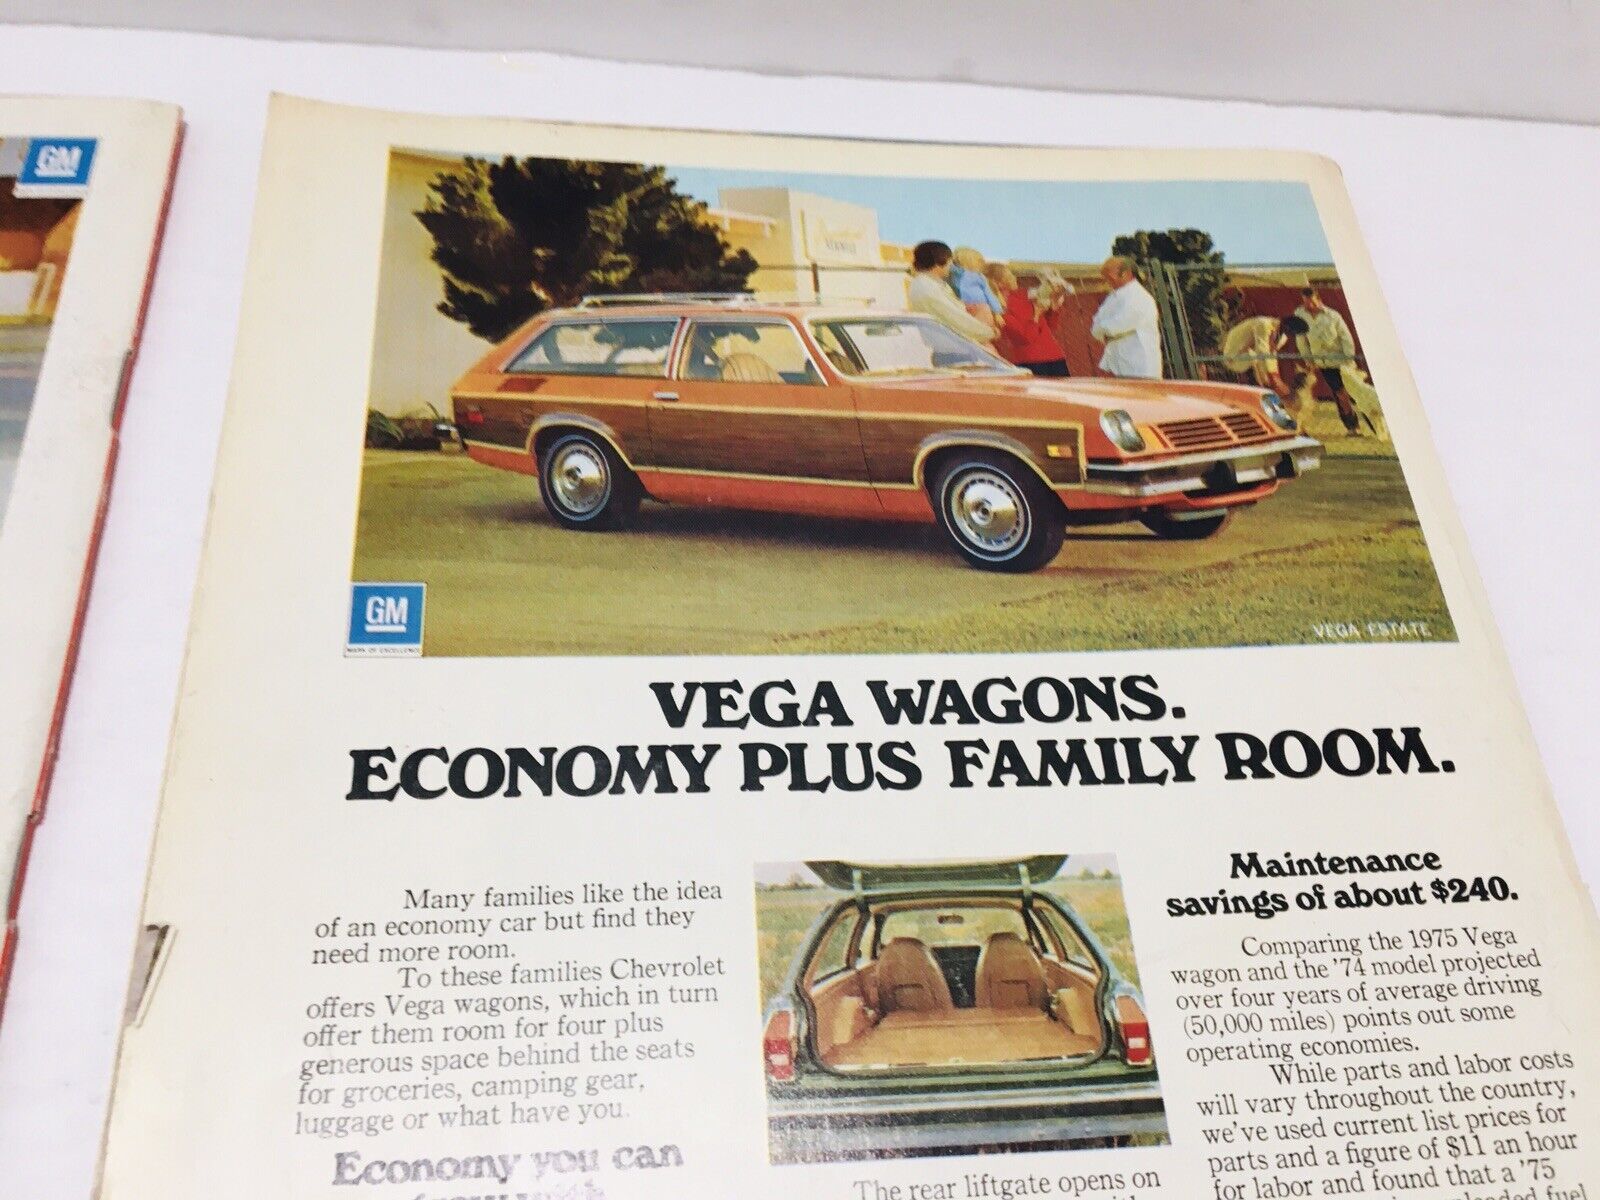 GM
GM
MARK OF EXCELLENCE
VEGA ESTATE
VEGA WAGONS.
ECONOMY PLUS FAMILY ROOM.
Many families like the idea
of an economy car but find they
need more room.
To these families Chevrolet
offers Vega wagons, which in turn
offer them room for four plus
generous space behind the seats
for groceries, camping gear,
luggage or what have you.
Economy you can
The rear liftgate opens on
Maintenance
savings of about $240.
Comparing the 1975 Vega
wagon and the '74 model projected
over four years of average driving
(50,000 miles) points out some
operating economies.
While parts and labor costs
will vary throughout the country,
we've used current list prices for
parts and a figure of $11 an hour
for labor and found that a '75
fuel